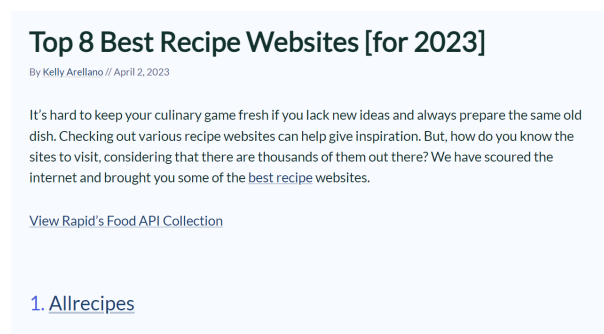 Top 8 Best Recipe Websites [for 2023]
By Kelly Arellano // April 2, 2023
It’s hard to keep your culinary game fresh if you lack new ideas and always prepare the same old
dish. Checking out various recipe websites can help give inspiration. But, how do you know the
sites to visit, considering that there are thousands of them out there? We have scoured the
internet and brought you some of the best recipe websites.
View Rapid’s Food API Collection
1. Allrecipes